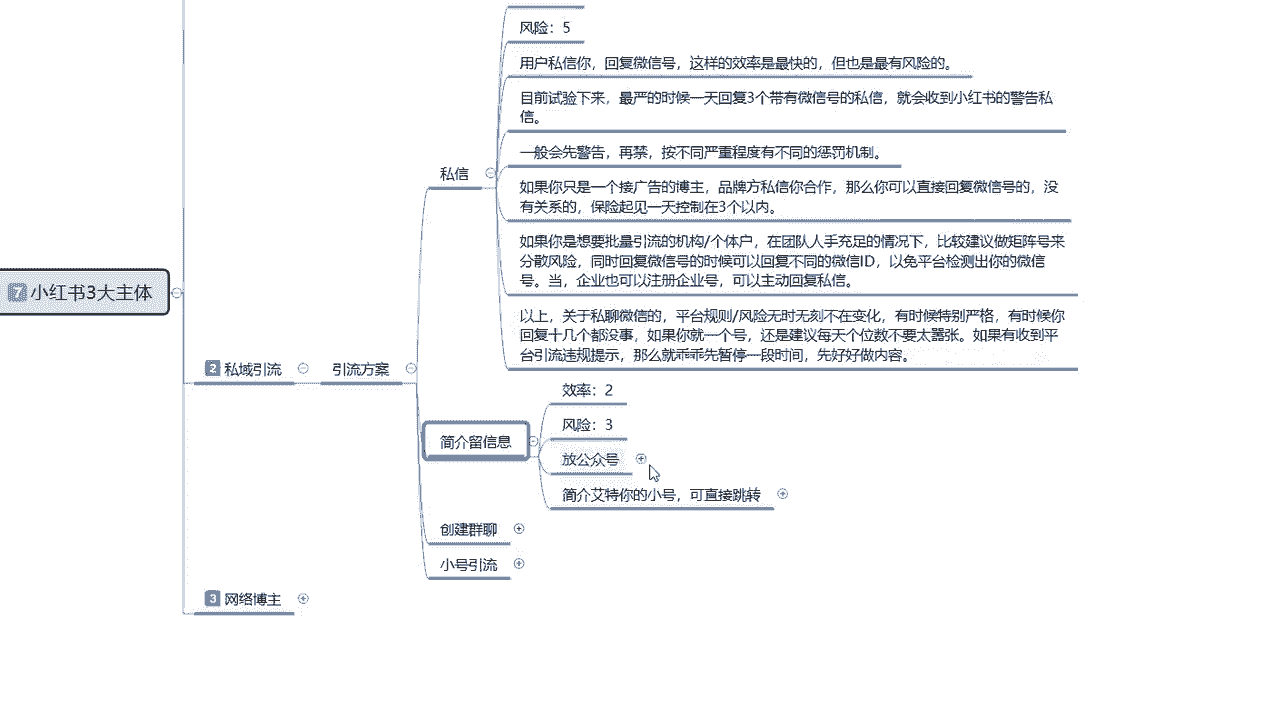 风险：5
用户私信你，回复微信号，这样的效率是最快的，但也是最有风险的。
目前试验下来，最严的时候一天回复3个带有微信号的私信，就会收到小红书的警告私
信。
一般会先警告，再禁，按不同严重程度有不同的惩罚机制。
私信
如果你只是一个接广告的博主，品牌方私信你合作，那么你可以直接回复微信号的，没
有关系的，保险起见一天控制在3个以内。
如果你是想要批量引流的机构/个体户，在团队人手充足的情况下，比较建议做矩阵号来
分散风险，同时回复微信号的时候可以回复不同的微信ID，以免平台检测出你的微信
号。当，企业也可以注册企业号，可以主动回复私信。
7 小红书3大主体
以上，关于私聊微信的，平台规则/风险无时无刻不在变化，有时候特别严格，有时候你
回复十几个都没事，如果你就一个号，还是建议每天个位数不要太嚣张。如果有收到平
台引流违规提示，那么就乖乖先暂停一段时间，先好好做内容。
2 私域引流
引流方案
效率：2
风险：3
简介留信息
放公众号
简介艾特你的小号，可直接跳转
创建群聊
小号引流
3 网络博主